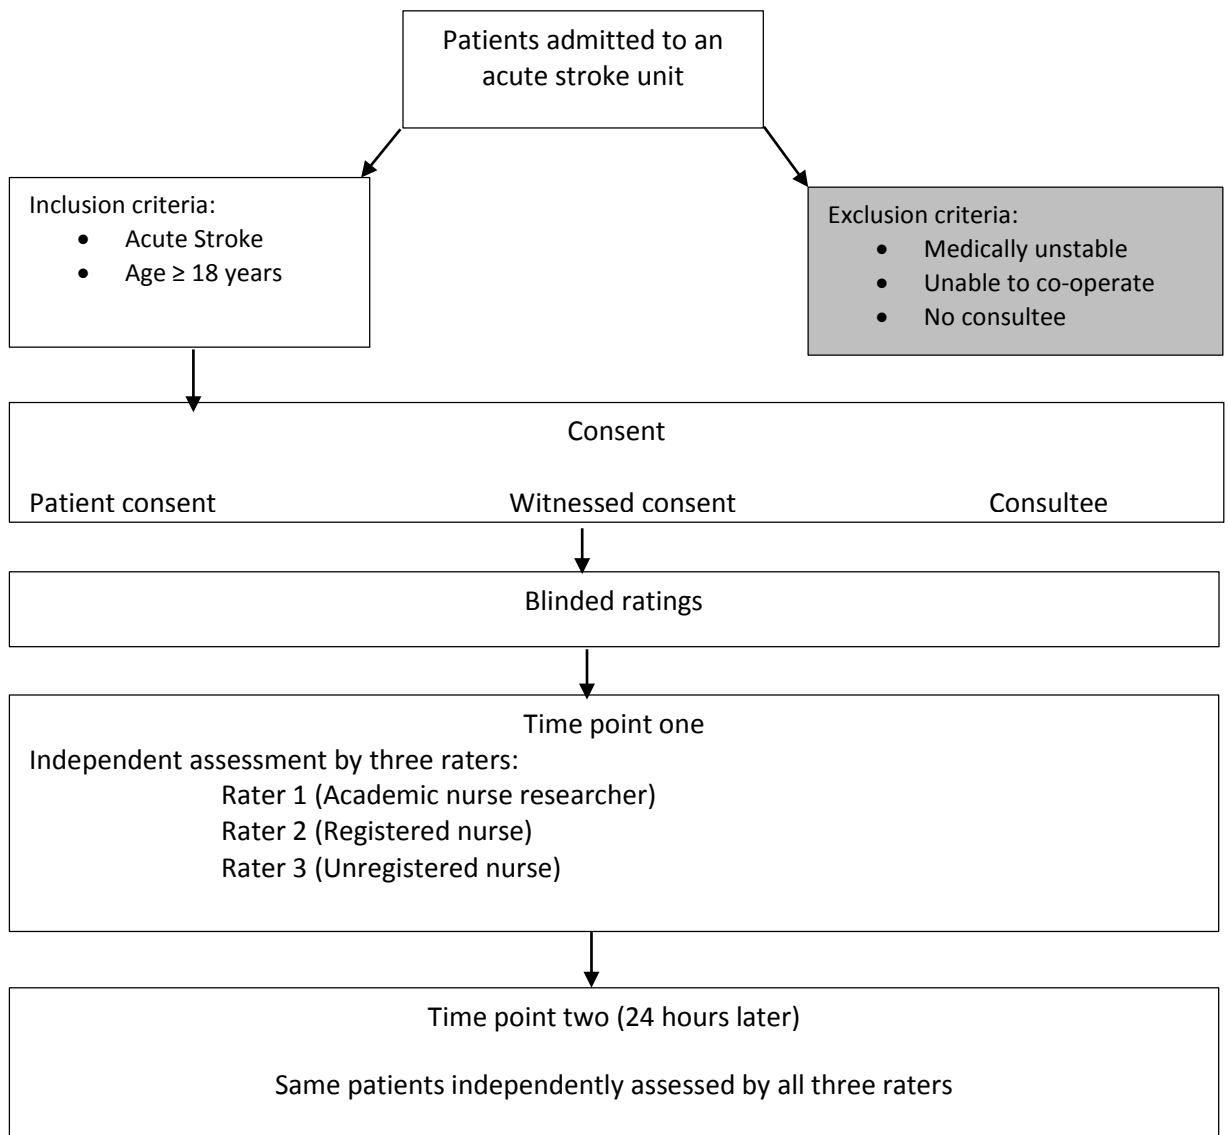 Patients admitted to an
acute stroke unit
Inclusion criteria:
• Acute Stroke
• Age ≥ 18 years
Exclusion criteria:
• Medically unstable
• Unable to co-operate
• No consultee
Consent
Patient consent Witnessed consent Consultee
Blinded ratings
Time point one
Independent assessment by three raters:
Rater 1 (Academic nurse researcher)
Rater 2 (Registered nurse)
Rater 3 (Unregistered nurse)
Time point two (24 hours later)
Same patients independently assessed by all three raters